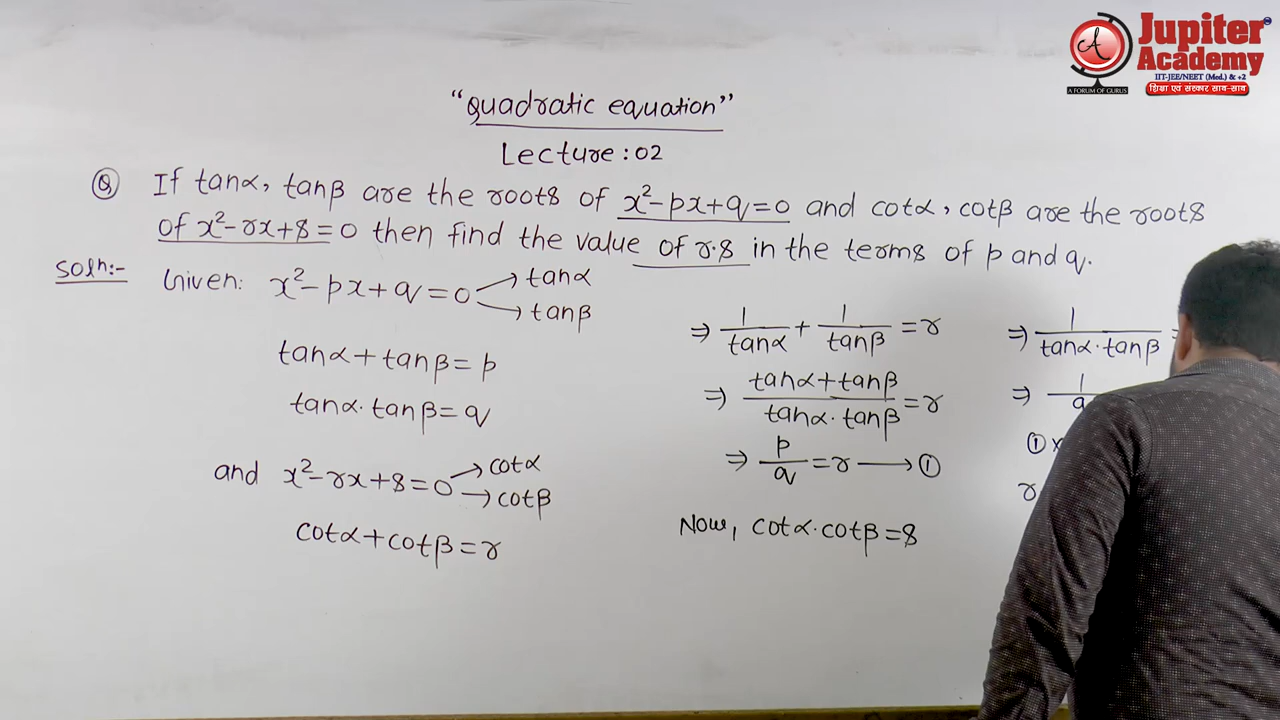 Jupiter
Academy
IIT-JEE/NEET (Med.) & +2
A FORUM OF GURUS
शिक्षा एवं संस्कार साथ-साथ
"Quadratic equation"
Lecture: 02
Q If tanα, tanβ are the roots of x²-px+q=0 and cotα, cotβ are the roots
of x²-rx+s=0 then find the value of r.s in the terms of p and q.
Soln:- Given: x²-px+q=0 → tanα
→ tanβ
tanα+tanβ=p
tanα.tanβ=q
and x²-rx+s=0 → cotα
→ cotβ
cotα+cotβ=r
⇒ 1/tanα + 1/tanβ = r
⇒ tanα+tanβ/tanα.tanβ = r
⇒ p/q = r → ①
Now, cotα.cotβ=s
⇒ 1/tanα.tanβ
⇒ 1/q
① x
r